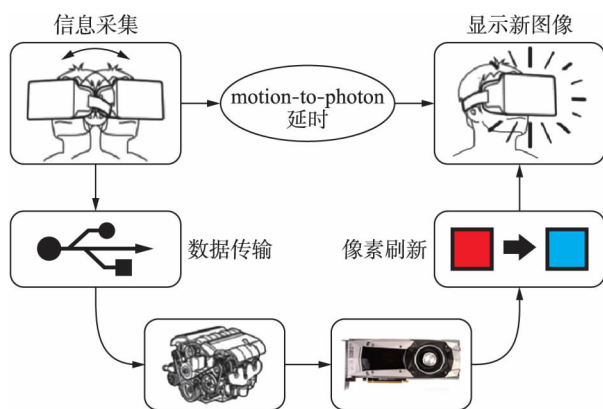 信息采集
显示新图像
motion-to-photon
延时
数据传输
像素刷新